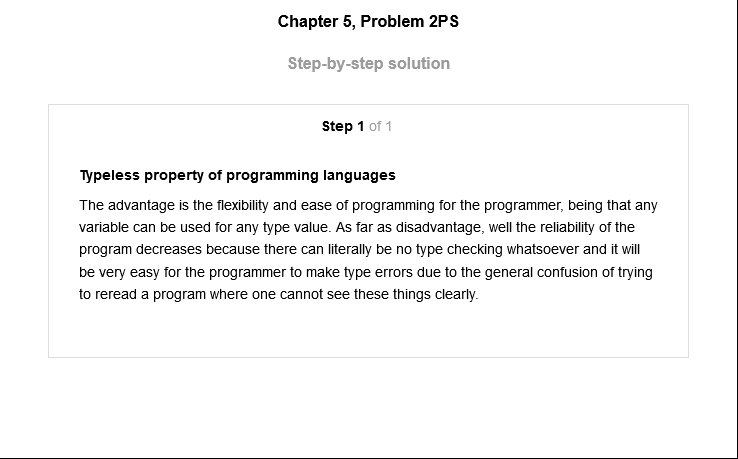 Chapter 5, Problem 2PS
Step-by-step solution
Step 1 of 1
Typeless property of programming languages
The advantage is the flexibility and ease of programming for the programmer, being that any
variable can be used for any type value. As far as disadvantage, well the reliability of the
program decreases because there can literally be no type checking whatsoever and it will
be very easy for the programmer to make type errors due to the general confusion of trying
to reread a program where one cannot see these things clearly.